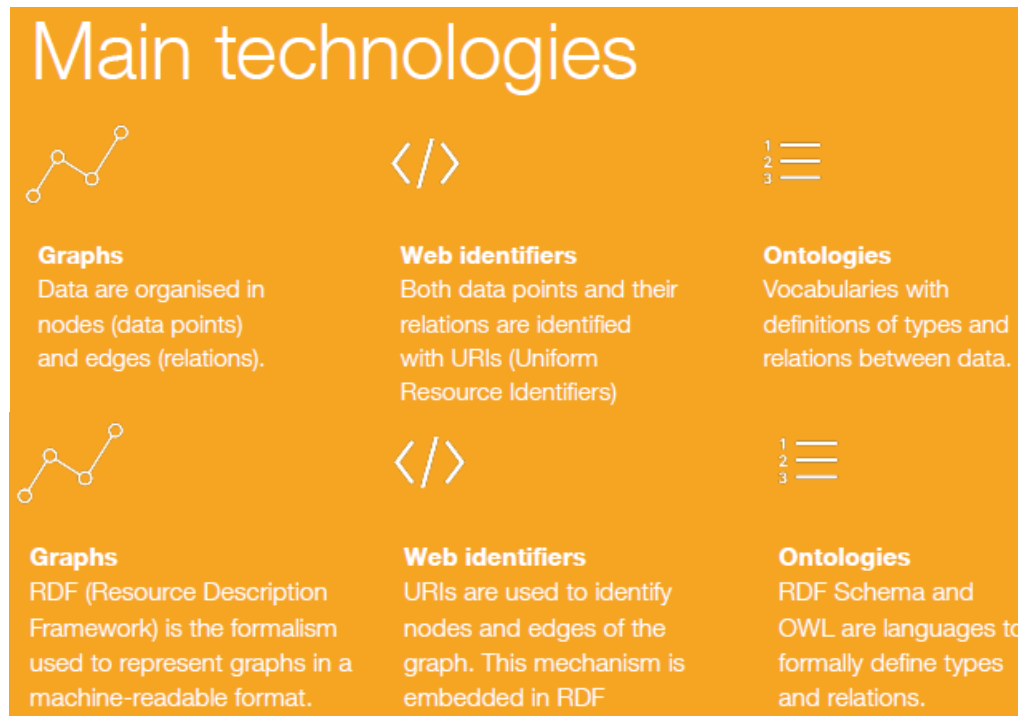 Main technologies
1
2
3
Graphs
Data are organised in
nodes (data points)
and edges (relations).
Web identifiers
Both data points and their
relations are identified
with URIs (Uniform
Resource Identifiers)
Ontologies
Vocabularies with
definitions of types and
relations between data.
1
2
3
Graphs
RDF (Resource Description
Framework) is the formalism
used to represent graphs in a
machine-readable format.
Web identifiers
URIs are used to identify
nodes and edges of the
graph. This mechanism is
embedded in RDF
Ontologies
RDF Schema and
OWL are languages to
formally define types
and relations.